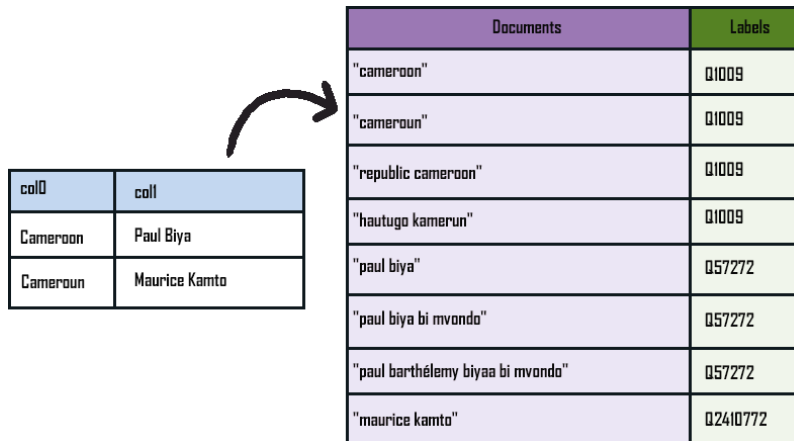 Documents Labels
"cameroon" Q1009
"cameroun" Q1009
"republic cameroon" Q1009
"hautugo kamerun" Q1009
"paul biya" Q57272
"paul biya bi mvondo" Q57272
"paul barthélemy biyaa bi mvondo" Q57272
"maurice kamto" Q2410772
col0 col1
Cameroon Paul Biya
Cameroun Maurice Kamto